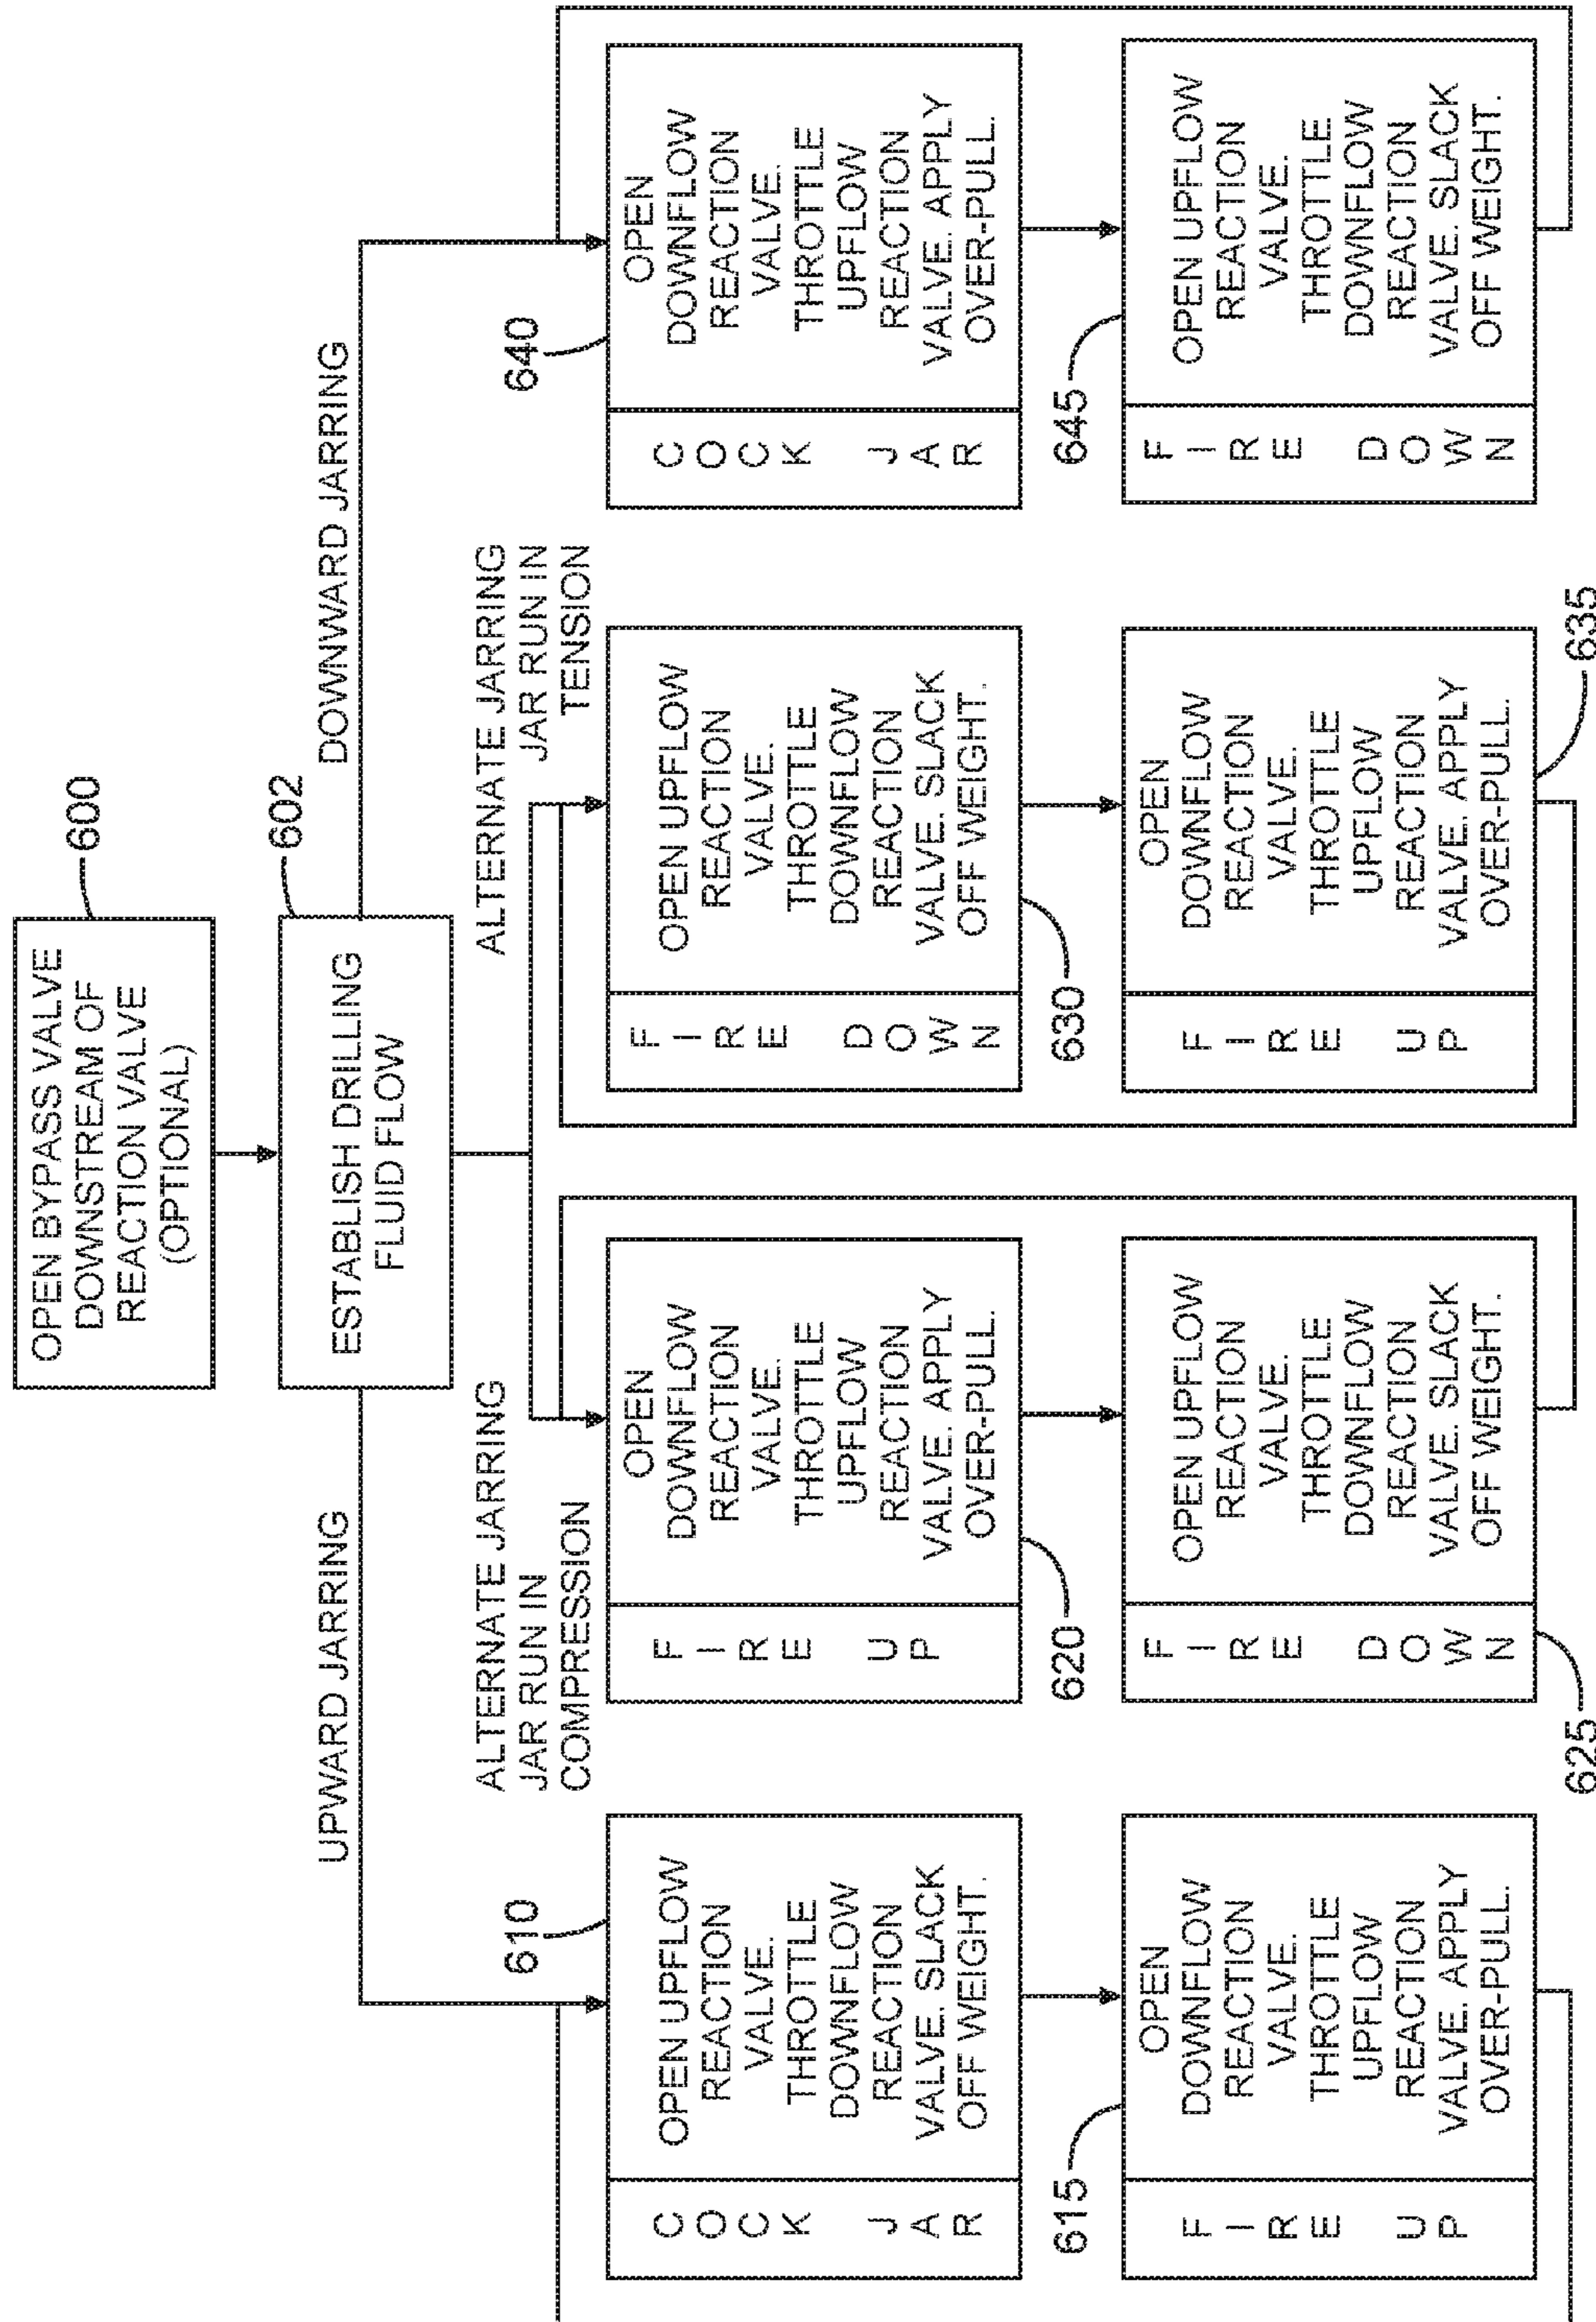 OPEN BYPASS VALVE
DOWNSTREAM OF
REACTION VALVE
(OPTIONAL)
600
ESTABLISH DRILLING
FLUID FLOW
602
UPWARD JARRING
DOWNWARD JARRING
ALTERNATE JARRING
JAR RUN IN
COMPRESSION
ALTERNATE JARRING
JAR RUN IN
TENSION
610
COCK JAR
OPEN UPFLOW
REACTION
VALVE.
THROTTLE
DOWNFLOW
REACTION
VALVE. SLACK
OFF WEIGHT.
615
FIRE UP
OPEN
DOWNFLOW
REACTION
VALVE.
THROTTLE
UPFLOW
REACTION
VALVE. APPLY
OVER-PULL.
FIRE UP
OPEN
DOWNFLOW
REACTION
VALVE.
THROTTLE
UPFLOW
REACTION
VALVE. APPLY
OVER-PULL.
620
FIRE DOWN
OPEN UPFLOW
REACTION
VALVE.
THROTTLE
DOWNFLOW
REACTION
VALVE. SLACK
OFF WEIGHT.
625
FIRE DOWN
OPEN UPFLOW
REACTION
VALVE.
THROTTLE
DOWNFLOW
REACTION
VALVE. SLACK
OFF WEIGHT.
630
FIRE UP
OPEN
DOWNFLOW
REACTION
VALVE.
THROTTLE
UPFLOW
REACTION
VALVE. APPLY
OVER-PULL.
635
640
COCK JAR
OPEN
DOWNFLOW
REACTION
VALVE.
THROTTLE
UPFLOW
REACTION
VALVE. APPLY
OVER-PULL.
645
FIRE DOWN
OPEN UPFLOW
REACTION
VALVE.
THROTTLE
DOWNFLOW
REACTION
VALVE. SLACK
OFF WEIGHT.